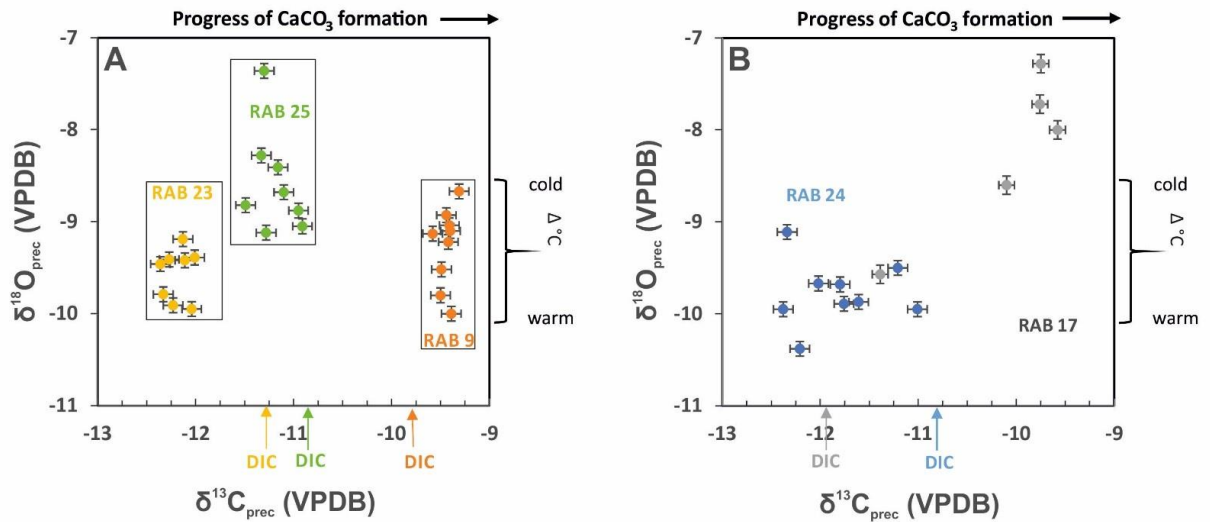 Progress of CaCO₃ formation
A
-7
-8
-9
-10
-11
δ¹⁸Oprec (VPDB)
RAB 25
RAB 23
RAB 9
cold
Δ °C
warm
-13
-12
-11
-10
-9
DIC
DIC
DIC
δ¹³Cprec (VPDB)
Progress of CaCO₃ formation
B
-7
-8
-9
-10
-11
δ¹⁸Oprec (VPDB)
RAB 24
RAB 17
cold
Δ °C
warm
-13
-12
-11
-10
-9
DIC
DIC
δ¹³Cprec (VPDB)